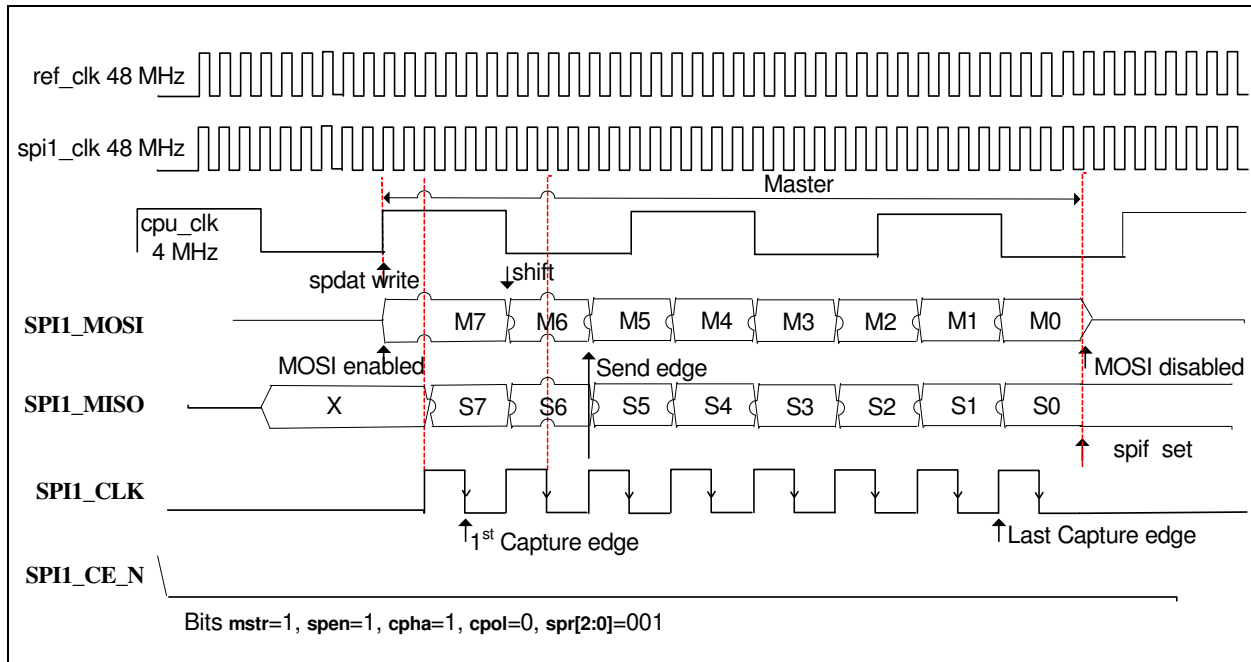 ref_clk 48 MHz
spi1_clk 48 MHz
Master
cpu_clk
4 MHz
spdat write
shift
SPI1_MOSI
M7 M6 M5 M4 M3 M2 M1 M0
MOSI enabled
Send edge
MOSI disabled
SPI1_MISO
X S7 S6 S5 S4 S3 S2 S1 S0
spif set
SPI1_CLK
1st Capture edge
Last Capture edge
SPI1_CE_N
Bits mstr=1, spen=1, cpha=1, cpol=0, spr[2:0]=001